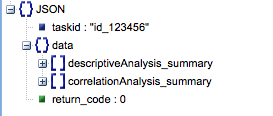 {} JSON
taskid : "id_123456"
{} data
[] descriptiveAnalysis_summary
[] correlationAnalysis_summary
return_code : 0